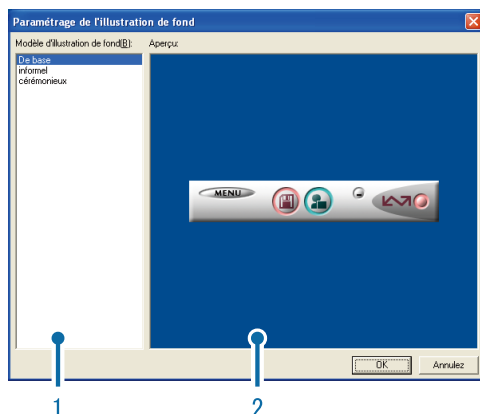 Paramétrage de l'illustration de fond
Modèle d'illustration de fond(B): Aperçu:
De base
informel
cérémonieux
MENU
OK Annulez
1 2